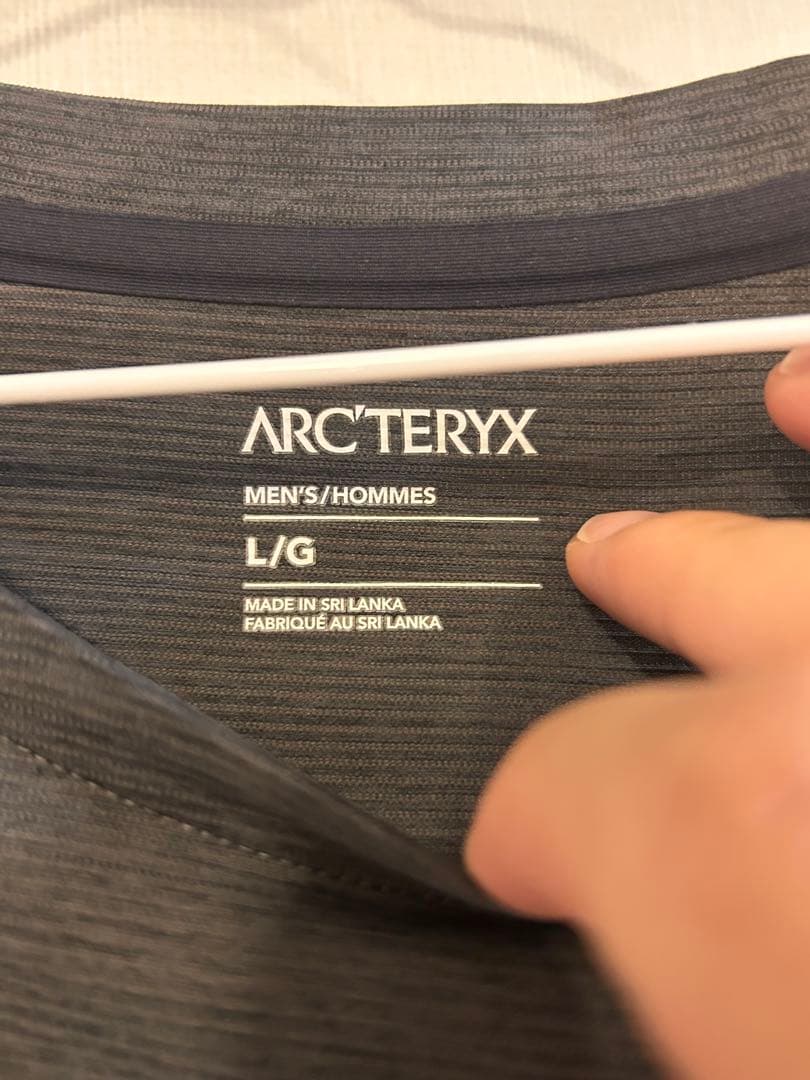 ARC'TERYX
MEN'S/HOMMES
L/G
MADE IN SRI LANKA
FABRIQUÉ AU SRI LANKA